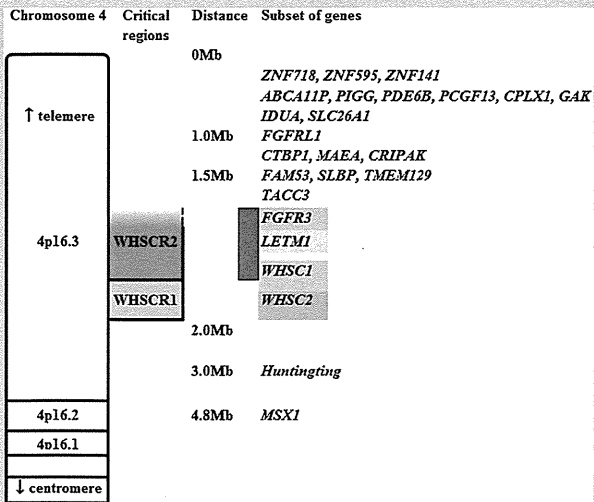 Chromosome 4 Critical regions Distance Subset of genes
0Mb
ZNF718, ZNF595, ZNF141
ABCA11P, PIGG, PDE6B, PCGF13, CPLX1, GAK
↑ telemere IDUA, SLC26A1
1.0Mb FGFRL1
CTBP1, MAEA, CRIPAK
1.5Mb FAM53, SLBP, TMEM129
TACC3
FGFR3
4p16.3 WHSCR2 LETM1
WHSC1
WHSCR1 WHSC2
2.0Mb
3.0Mb Huntingting
4p16.2 4.8Mb MSX1
4p16.1
↓ centromere